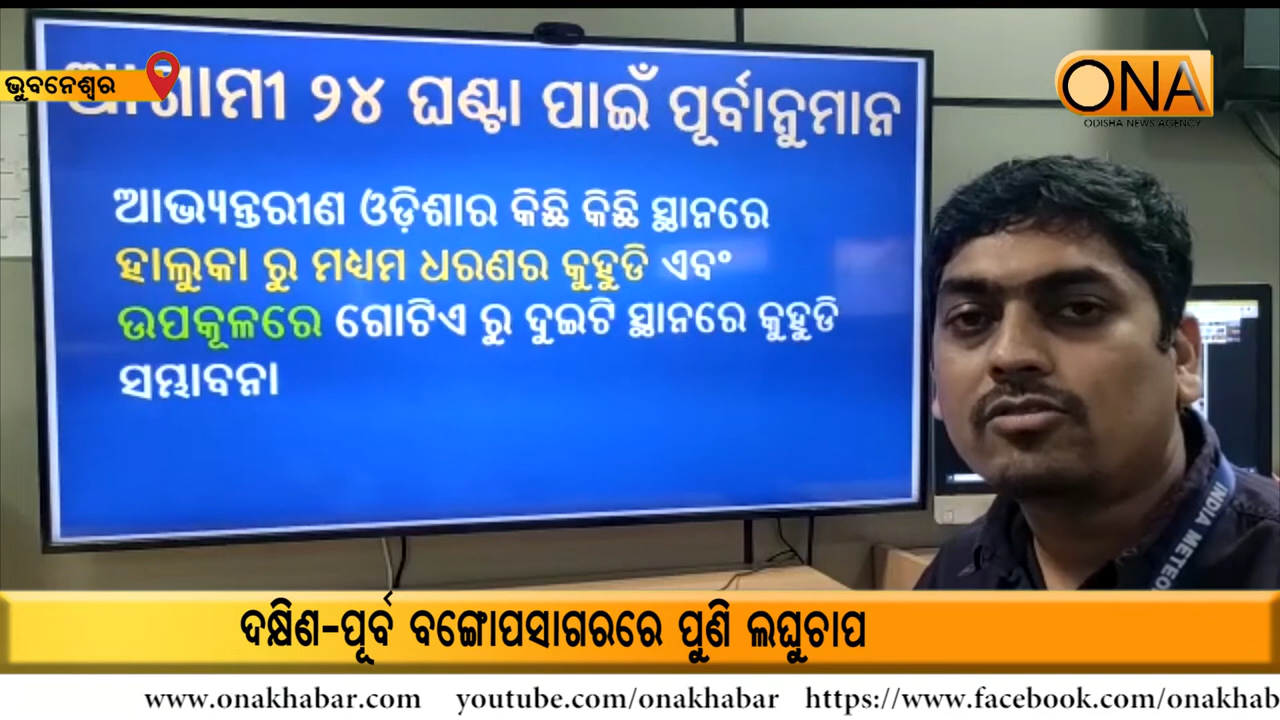 ଭୁବନେଶ୍ୱର
ONA
ODISHA NEWS AGENCY
୨୪ ଘଣ୍ଟା ପାଇଁ ପୂର୍ବାନୁମାନ
ଆଭ୍ୟନ୍ତରୀଣ ଓଡ଼ିଶାର କିଛି କିଛି ସ୍ଥାନରେ
ହାଲୁକା ରୁ ମଧ୍ୟମ ଧରଣର କୁହୁଡି ଏବଂ
ଉପକୂଳରେ ଗୋଟିଏ ରୁ ଦୁଇଟି ସ୍ଥାନରେ କୁହୁଡି
ସମ୍ଭାବନା
INDIA METEO
ଦକ୍ଷିଣ-ପୂର୍ବ ବଙ୍ଗୋପସାଗରରେ ପୁଣି ଲଘୁଚାପ
www.onakhabar.com youtube.com/onakhabar https://www.facebook.com/onakhab